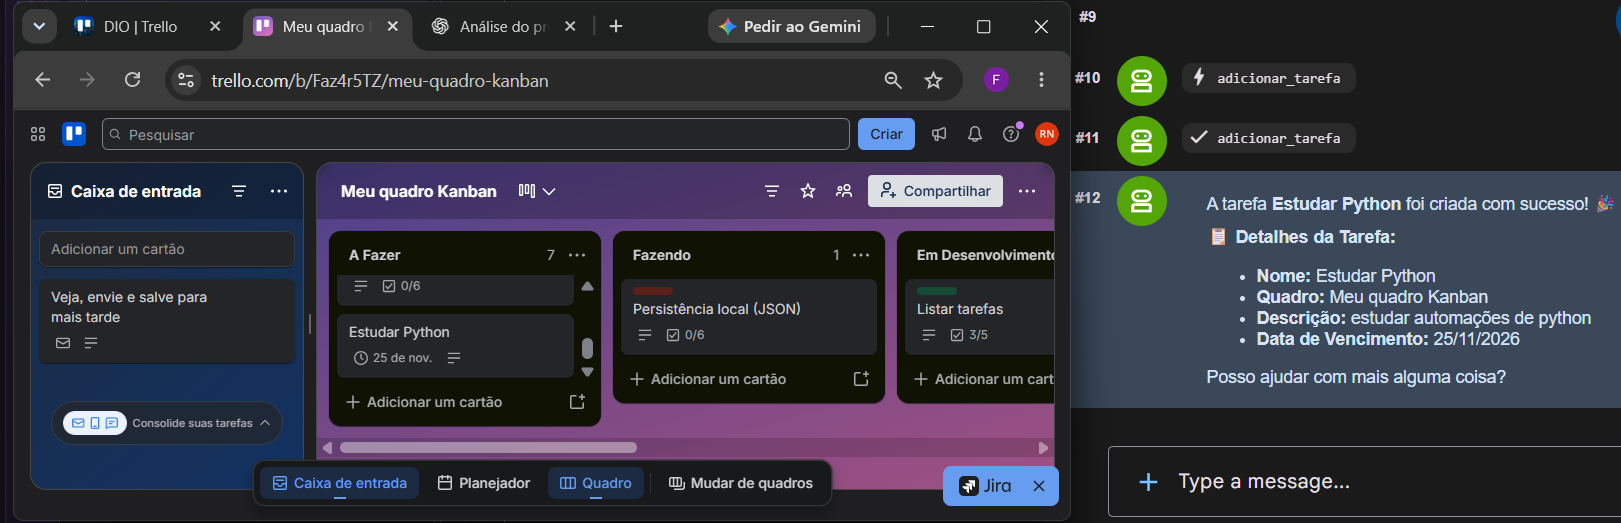 DIO | Trello
Meu quadro
Análise do pr
Pedir ao Gemini
trello.com/b/Faz4r5TZ/meu-quadro-kanban
F
Pesquisar
Criar
RN
Caixa de entrada
Adicionar um cartão
Veja, envie e salve para
mais tarde
Consolide suas tarefas
Meu quadro Kanban
Compartilhar
A Fazer 7
0/6
Estudar Python
25 de nov.
Adicionar um cartão
Fazendo 1
Persistência local (JSON)
0/6
Adicionar um cartão
Em Desenvolvimento
Listar tarefas
3/5
Adicionar um cart
Caixa de entrada
Planejador
Quadro
Mudar de quadros
Jira
#9
#10
adicionar_tarefa
#11
adicionar_tarefa
#12
A tarefa Estudar Python foi criada com sucesso! 🎉
📋 Detalhes da Tarefa:
• Nome: Estudar Python
• Quadro: Meu quadro Kanban
• Descrição: estudar automações de python
• Data de Vencimento: 25/11/2026
Posso ajudar com mais alguma coisa?
Type a message...